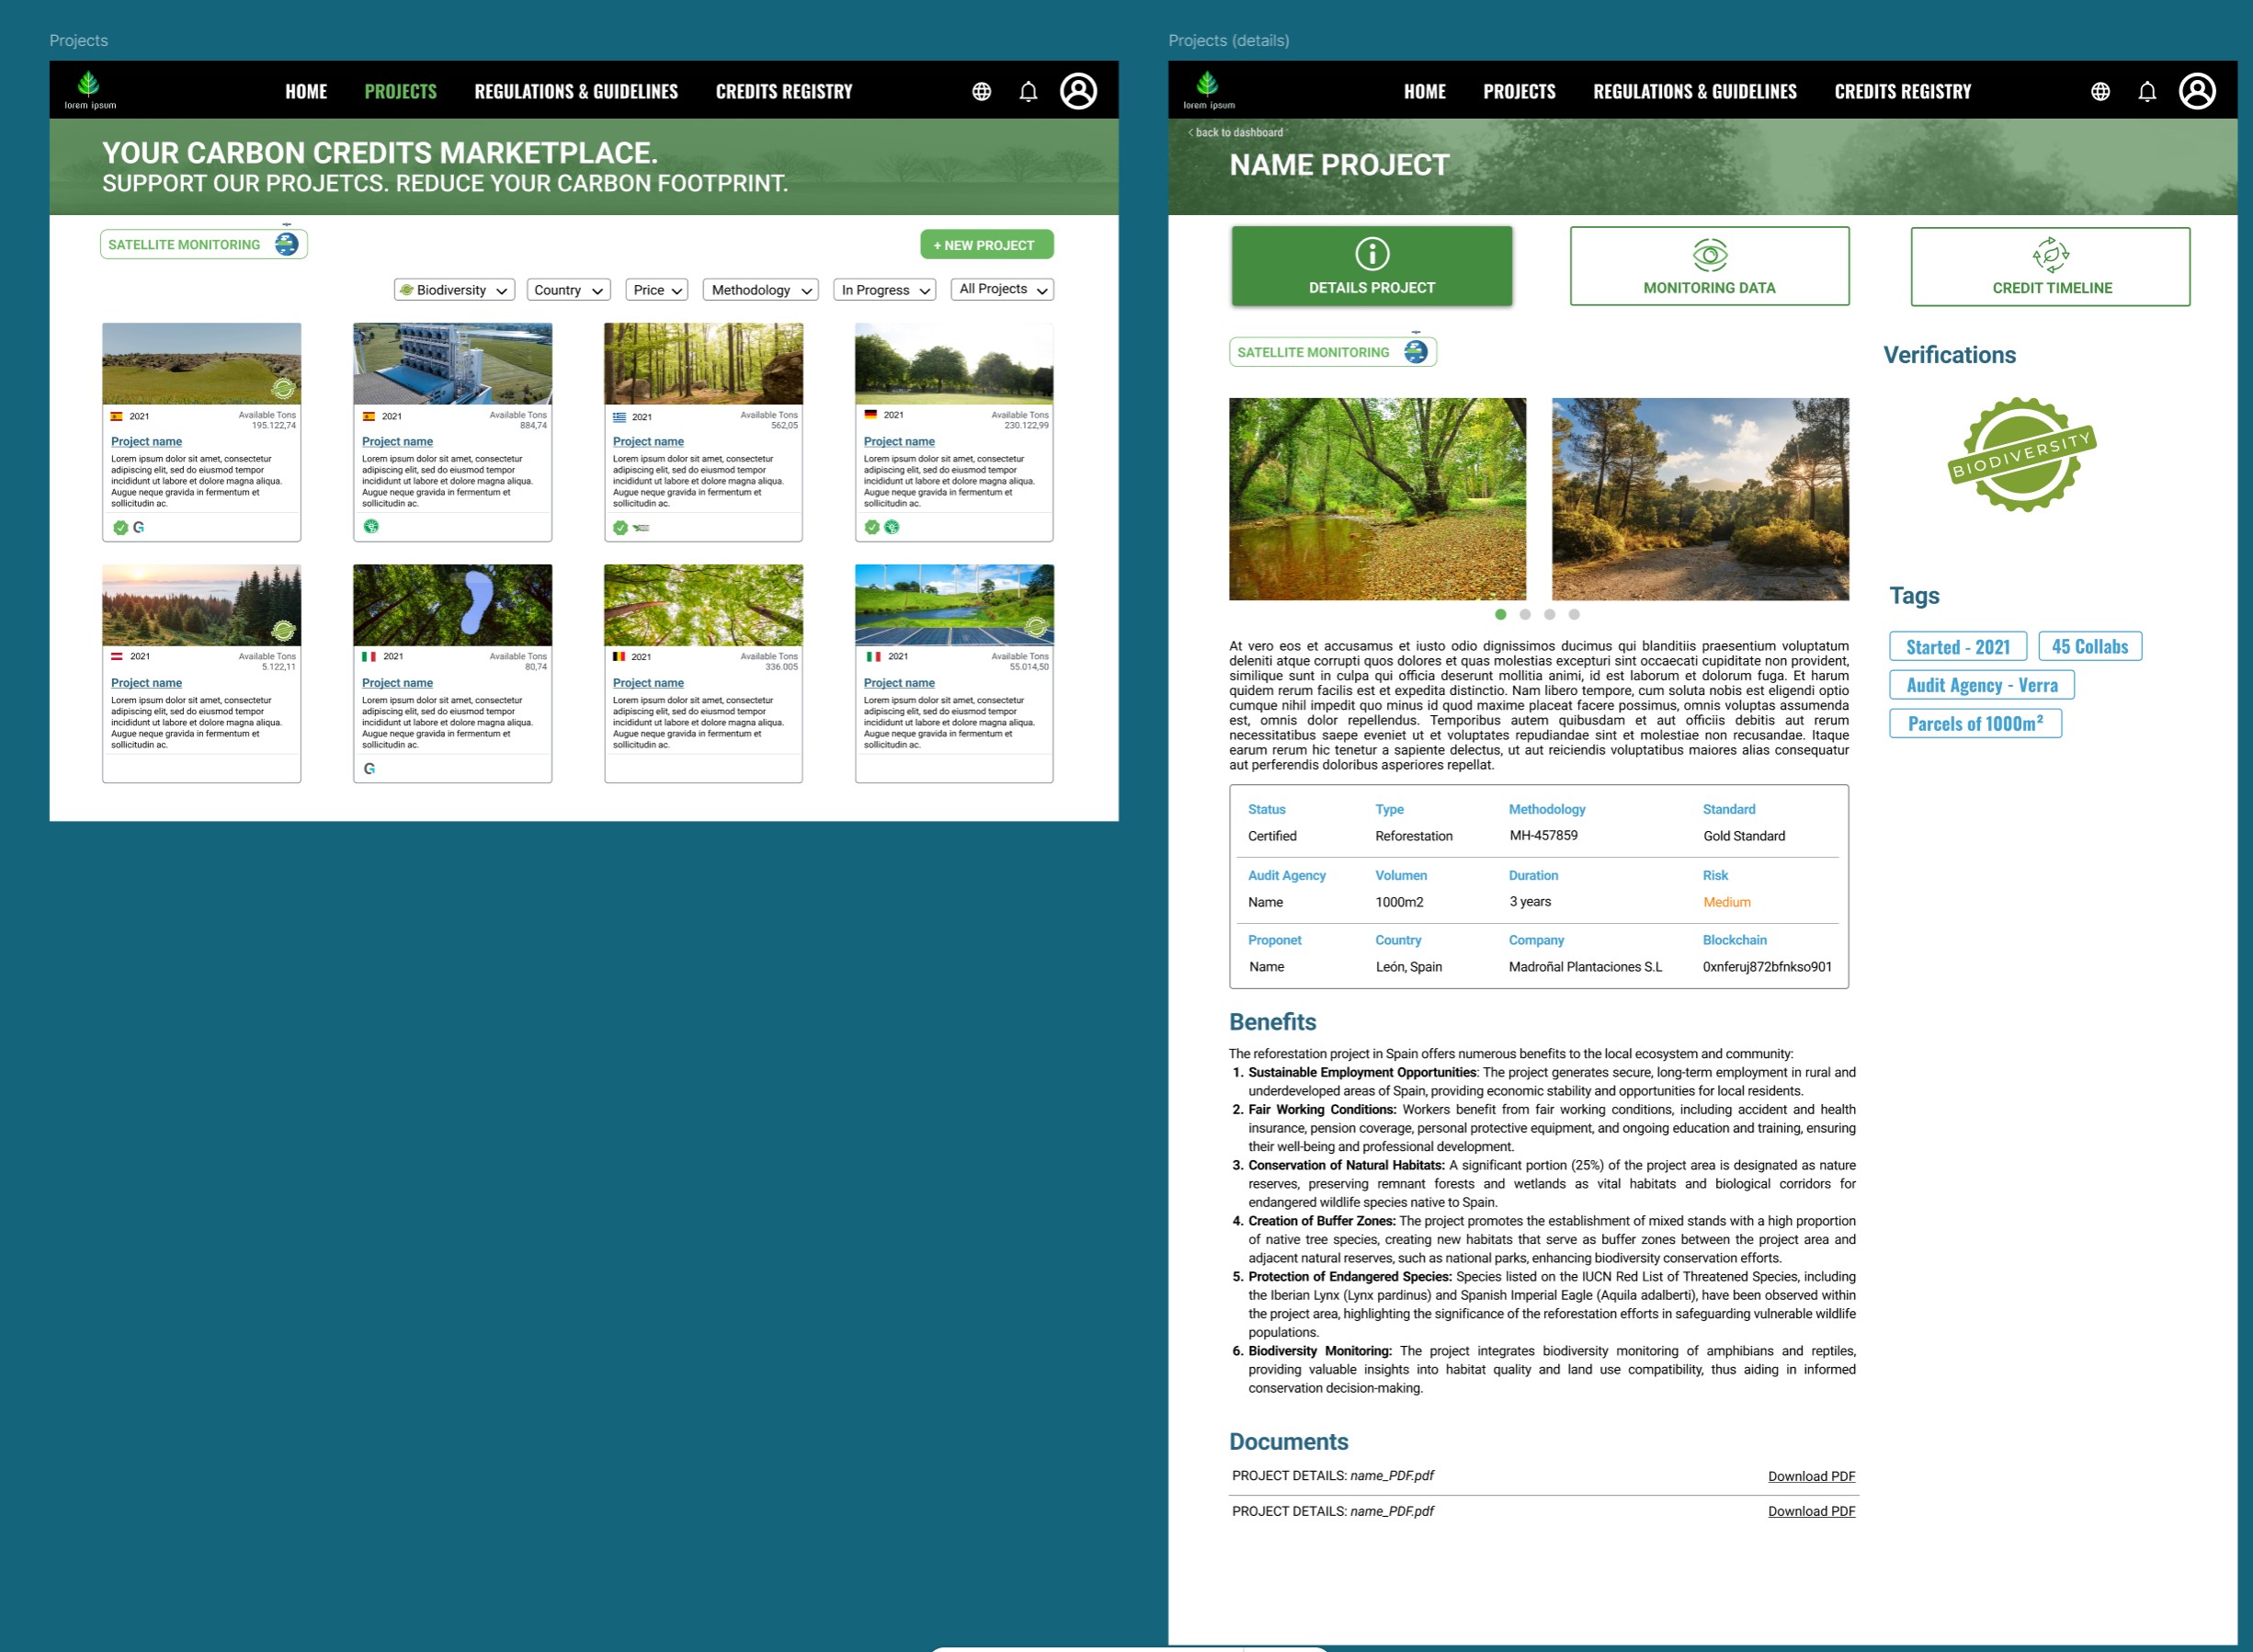 Projects
lorem ipsum
HOME
PROJECTS
REGULATIONS & GUIDELINES
CREDITS REGISTRY
YOUR CARBON CREDITS MARKETPLACE.
SUPPORT OUR PROJETCS. REDUCE YOUR CARBON FOOTPRINT.
SATELLITE MONITORING
+ NEW PROJECT
Biodiversity
Country
Price
Methodology
In Progress
All Projects
2021
Available Tons
195.122,74
Project name
Lorem ipsum dolor sit amet, consectetur
adipiscing elit, sed do eiusmod tempor
incididunt ut labore et dolore magna aliqua.
Augue neque gravida in fermentum et
sollicitudin ac.
2021
Available Tons
884,74
Project name
Lorem ipsum dolor sit amet, consectetur
adipiscing elit, sed do eiusmod tempor
incididunt ut labore et dolore magna aliqua.
Augue neque gravida in fermentum et
sollicitudin ac.
2021
Available Tons
562,05
Project name
Lorem ipsum dolor sit amet, consectetur
adipiscing elit, sed do eiusmod tempor
incididunt ut labore et dolore magna aliqua.
Augue neque gravida in fermentum et
sollicitudin ac.
2021
Available Tons
230.122,99
Project name
Lorem ipsum dolor sit amet, consectetur
adipiscing elit, sed do eiusmod tempor
incididunt ut labore et dolore magna aliqua.
Augue neque gravida in fermentum et
sollicitudin ac.
2021
Available Tons
5.122,11
Project name
Lorem ipsum dolor sit amet, consectetur
adipiscing elit, sed do eiusmod tempor
incididunt ut labore et dolore magna aliqua.
Augue neque gravida in fermentum et
sollicitudin ac.
2021
Available Tons
80,74
Project name
Lorem ipsum dolor sit amet, consectetur
adipiscing elit, sed do eiusmod tempor
incididunt ut labore et dolore magna aliqua.
Augue neque gravida in fermentum et
sollicitudin ac.
2021
Available Tons
336.005
Project name
Lorem ipsum dolor sit amet, consectetur
adipiscing elit, sed do eiusmod tempor
incididunt ut labore et dolore magna aliqua.
Augue neque gravida in fermentum et
sollicitudin ac.
2021
Available Tons
55.014,50
Project name
Lorem ipsum dolor sit amet, consectetur
adipiscing elit, sed do eiusmod tempor
incididunt ut labore et dolore magna aliqua.
Augue neque gravida in fermentum et
sollicitudin ac.
Projects (details)
lorem ipsum
HOME
PROJECTS
REGULATIONS & GUIDELINES
CREDITS REGISTRY
< back to dashboard
NAME PROJECT
DETAILS PROJECT
MONITORING DATA
CREDIT TIMELINE
SATELLITE MONITORING
Verifications
BIODIVERSITY
Tags
Started - 2021
45 Collabs
Audit Agency - Verra
Parcels of 1000m²
At vero eos et accusamus et iusto odio dignissimos ducimus qui blanditiis praesentium voluptatum
deleniti atque corrupti quos dolores et quas molestias excepturi sint occaecati cupiditate non provident,
similique sunt in culpa qui officia deserunt mollitia animi, id est laborum et dolorum fuga. Et harum
quidem rerum facilis est et expedita distinctio. Nam libero tempore, cum soluta nobis est eligendi optio
cumque nihil impedit quo minus id quod maxime placeat facere possimus, omnis voluptas assumenda
est, omnis dolor repellendus. Temporibus autem quibusdam et aut officiis debitis aut rerum
necessitatibus saepe eveniet ut et voluptates repudiandae sint et molestiae non recusandae. Itaque
earum rerum hic tenetur a sapiente delectus, ut aut reiciendis voluptatibus maiores alias consequatur
aut perferendis doloribus asperiores repellat.
Status Type Methodology Standard
Certified Reforestation MH-457859 Gold Standard
Audit Agency Volumen Duration Risk
Name 1000m2 3 years Medium
Proponet Country Company Blockchain
Name León, Spain Madroñal Plantaciones S.L 0xnferuj872bfnkso901
Benefits
The reforestation project in Spain offers numerous benefits to the local ecosystem and community:
1. Sustainable Employment Opportunities: The project generates secure, long-term employment in rural and
underdeveloped areas of Spain, providing economic stability and opportunities for local residents.
2. Fair Working Conditions: Workers benefit from fair working conditions, including accident and health
insurance, pension coverage, personal protective equipment, and ongoing education and training, ensuring
their well-being and professional development.
3. Conservation of Natural Habitats: A significant portion (25%) of the project area is designated as nature
reserves, preserving remnant forests and wetlands as vital habitats and biological corridors for
endangered wildlife species native to Spain.
4. Creation of Buffer Zones: The project promotes the establishment of mixed stands with a high proportion
of native tree species, creating new habitats that serve as buffer zones between the project area and
adjacent natural reserves, such as national parks, enhancing biodiversity conservation efforts.
5. Protection of Endangered Species: Species listed on the IUCN Red List of Threatened Species, including
the Iberian Lynx (Lynx pardinus) and Spanish Imperial Eagle (Aquila adalberti), have been observed within
the project area, highlighting the significance of the reforestation efforts in safeguarding vulnerable wildlife
populations.
6. Biodiversity Monitoring: The project integrates biodiversity monitoring of amphibians and reptiles,
providing valuable insights into habitat quality and land use compatibility, thus aiding in informed
conservation decision-making.
Documents
PROJECT DETAILS: name_PDF.pdf Download PDF
PROJECT DETAILS: name_PDF.pdf Download PDF